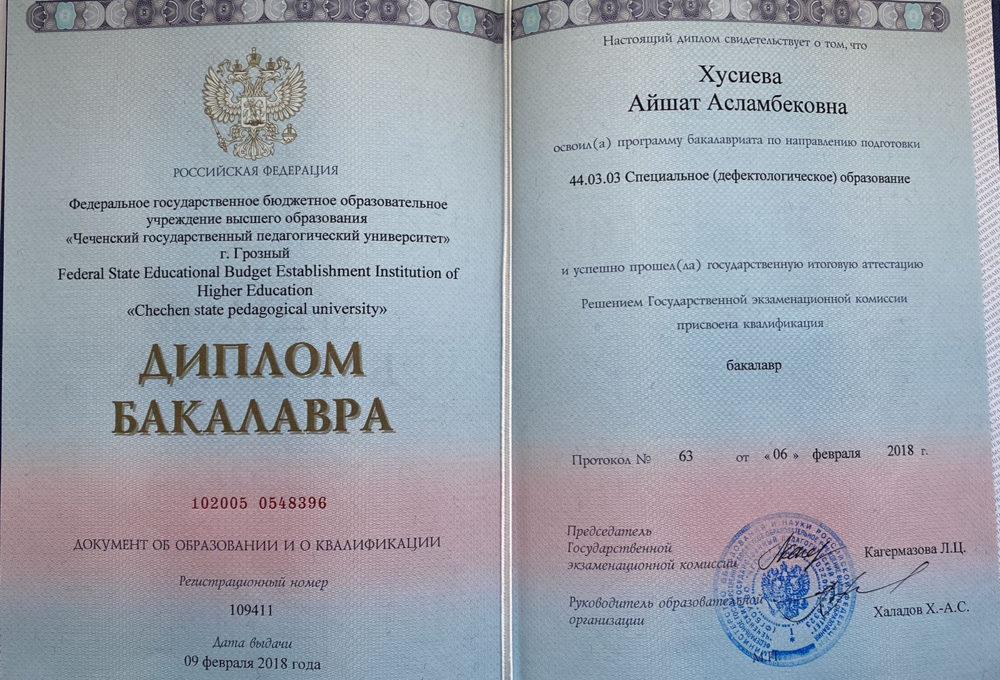 РОССИЙСКАЯ ФЕДЕРАЦИЯ
Федеральное государственное бюджетное образовательное
учреждение высшего образования
«Чеченский государственный педагогический университет»
г. Грозный
Federal State Educational Budget Establishment Institution of
Higher Education
«Chechen state pedagogical university»
ДИПЛОМ
БАКАЛАВРА
102005 0548396
ДОКУМЕНТ ОБ ОБРАЗОВАНИИ И О КВАЛИФИКАЦИИ
Регистрационный номер
109411
Дата выдачи
09 февраля 2018 года
Настоящий диплом свидетельствует о том, что
Хусиева
Айшат Асламбековна
освоил(а) программу бакалавриата по направлению подготовки
44.03.03 Специальное (дефектологическое) образование
и успешно прошел(ла) государственную итоговую аттестацию
Решением Государственной экзаменационной комиссии
присвоена квалификация
бакалавр
Протокол № 63 от «06» февраля 2018 г.
Председатель
Государственной
экзаменационной комиссии
Кагермазова Л.Ц.
Руководитель образовательной
организации
Халадов Х.-А.С.
М.П.